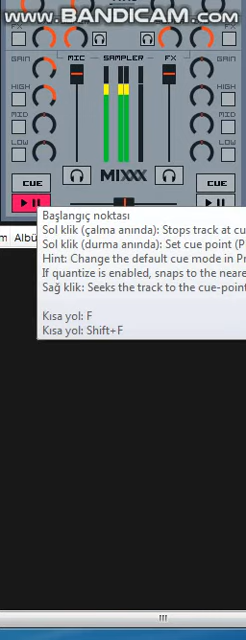 www.BANDICAM.com
FX
MIC
SAMPLER
FX
GAIN
GAIN
HIGH
HIGH
MID
MID
LOW
LOW
CUE
MIXXX
CUE
Albü
Başlangıç noktası
Sol klik (çalma anında): Stops track at cu
Sol klik (durma anında): Set cue point (P
Hint: Change the default cue mode in Pr
If quantize is enabled, snaps to the neare
Sağ klik: Seeks the track to the cue-point
Kısa yol: F
Kısa yol: Shift+F